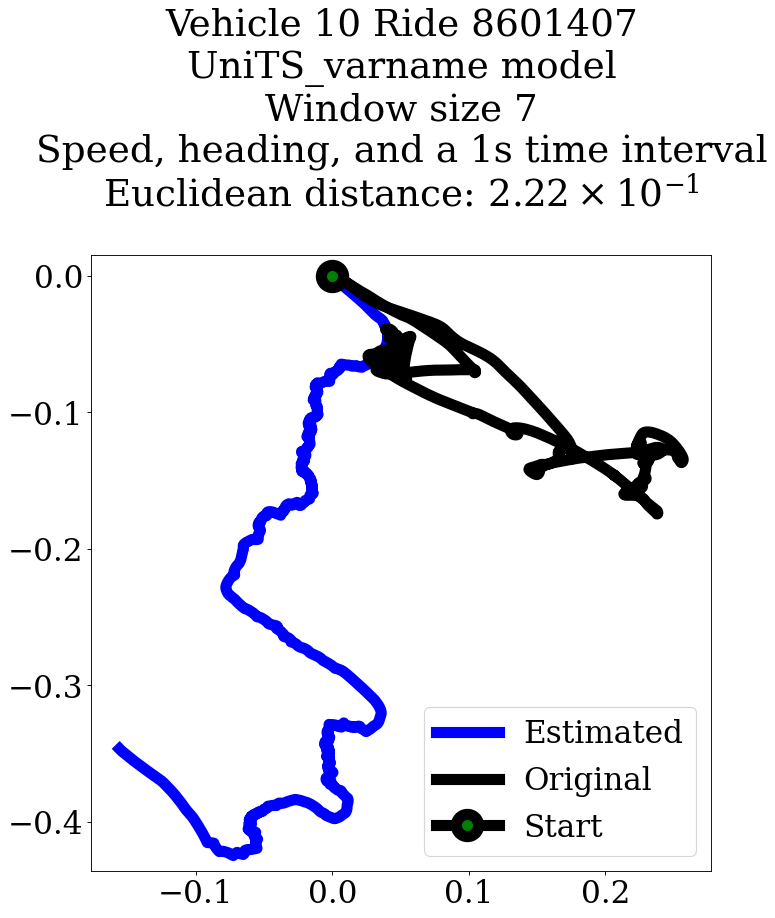 Vehicle 10 Ride 8601407
UniTS_varname model
Window size 7
Speed, heading, and a 1s time interval
Euclidean distance: 2.22 × 10⁻¹
0.0
−0.1
−0.2
−0.3
−0.4
Estimated
Original
Start
−0.1 0.0 0.1 0.2